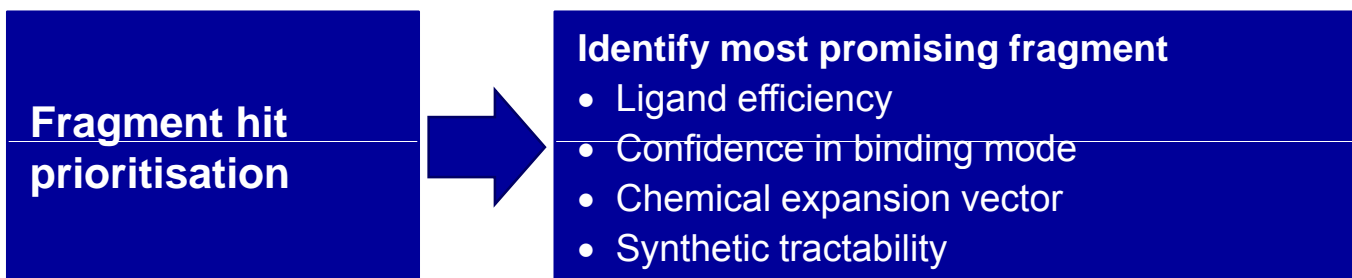 Fragment hit
prioritisation
Identify most promising fragment
• Ligand efficiency
• Confidence in binding mode
• Chemical expansion vector
• Synthetic tractability